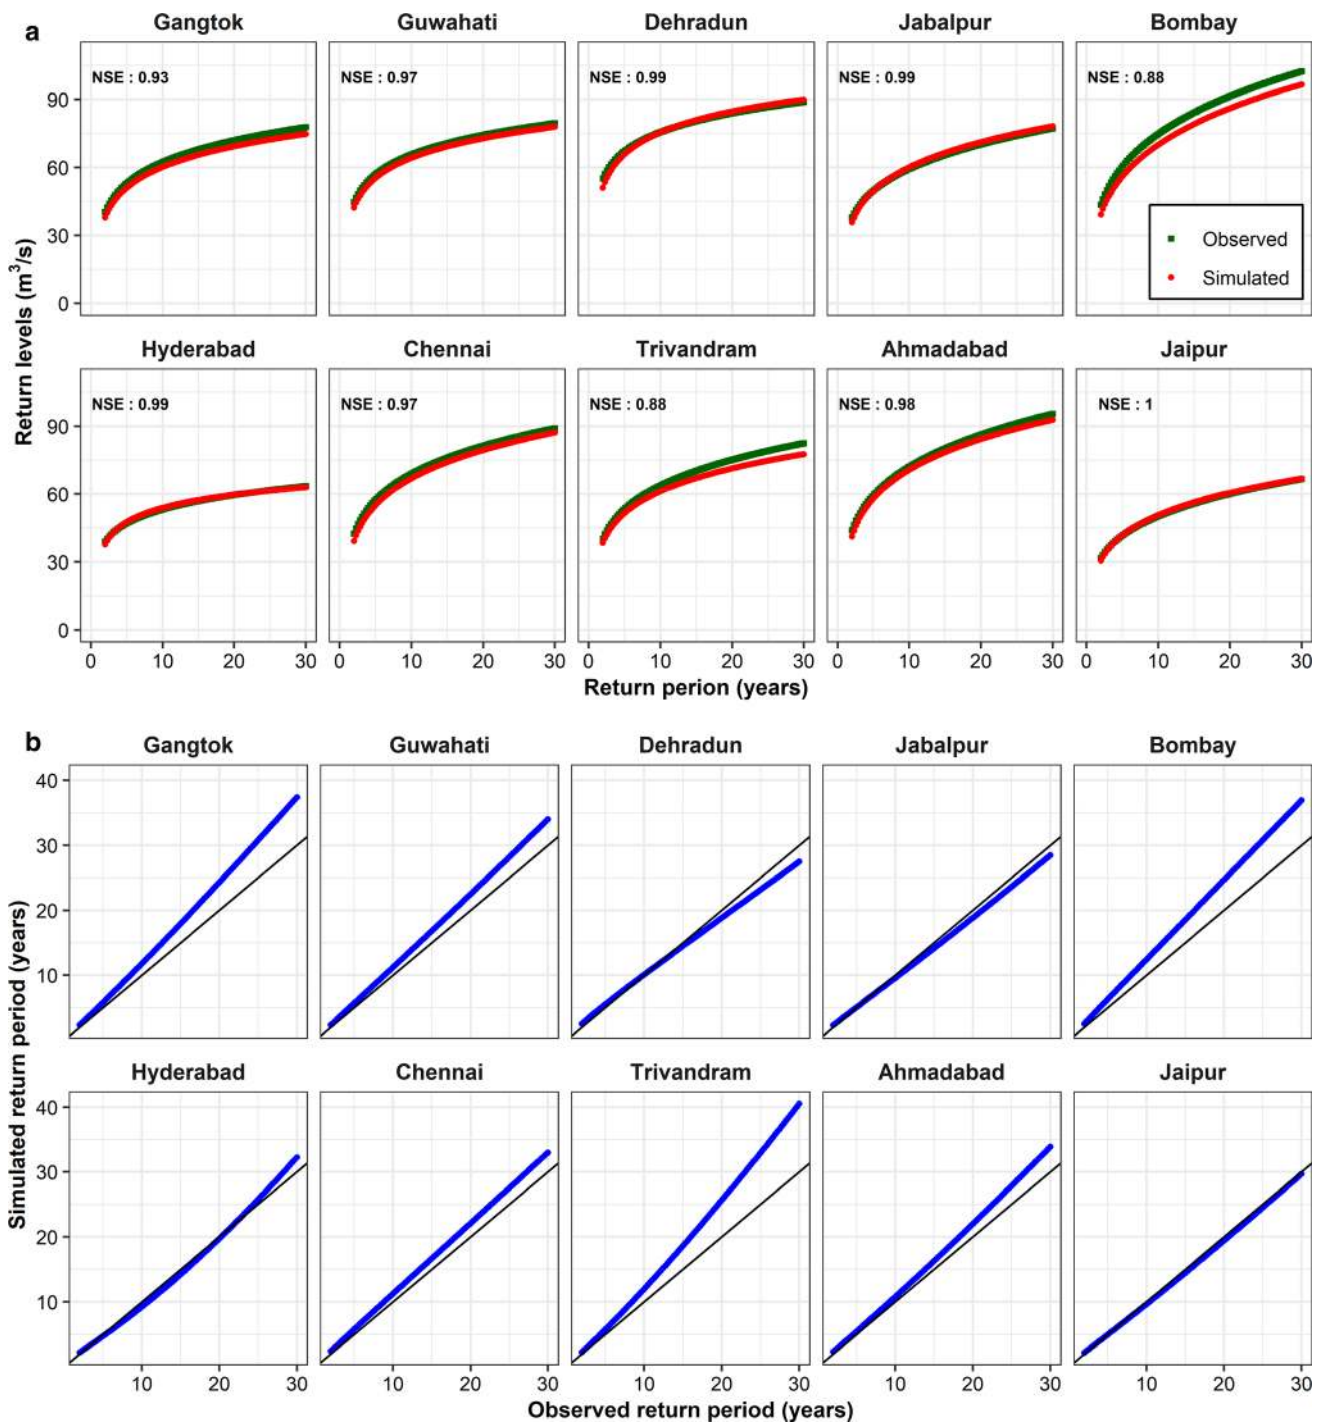 a
Gangtok Guwahati Dehradun Jabalpur Bombay
NSE : 0.93 NSE : 0.97 NSE : 0.99 NSE : 0.99 NSE : 0.88
90
60
30
0
Observed
Simulated
Return levels (m³/s)
Hyderabad Chennai Trivandram Ahmadabad Jaipur
NSE : 0.99 NSE : 0.97 NSE : 0.88 NSE : 0.98 NSE : 1
90
60
30
0
0 10 20 30 0 10 20 30 0 10 20 30 0 10 20 30 0 10 20 30
Return perion (years)
b
Gangtok Guwahati Dehradun Jabalpur Bombay
40
30
20
10
Simulated return period (years)
Hyderabad Chennai Trivandram Ahmadabad Jaipur
40
30
20
10
10 20 30 10 20 30 10 20 30 10 20 30 10 20 30
Observed return period (years)